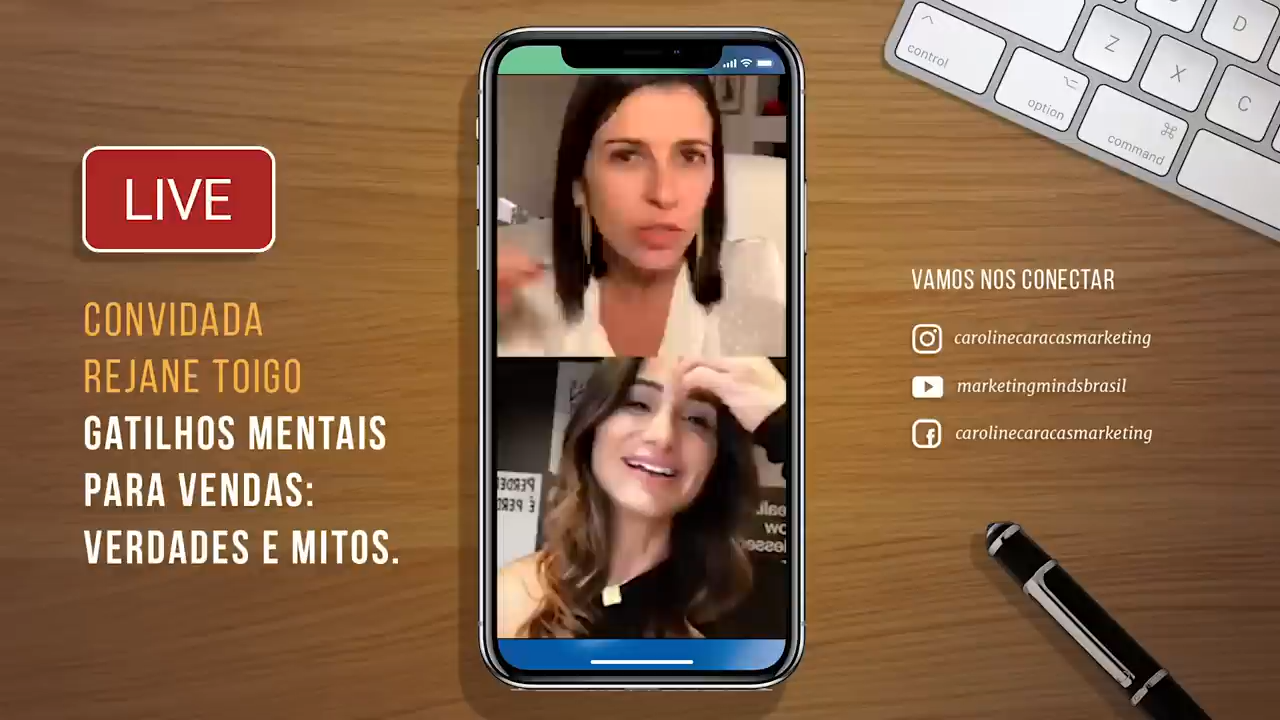 LIVE
CONVIDADA
REJANE TOIGO
GATILHOS MENTAIS
PARA VENDAS:
VERDADES E MITOS.
VAMOS NOS CONECTAR
carolinecaracasmarketing
marketingmindsbrasil
carolinecaracasmarketing
control
option
command
Z
X
C
D